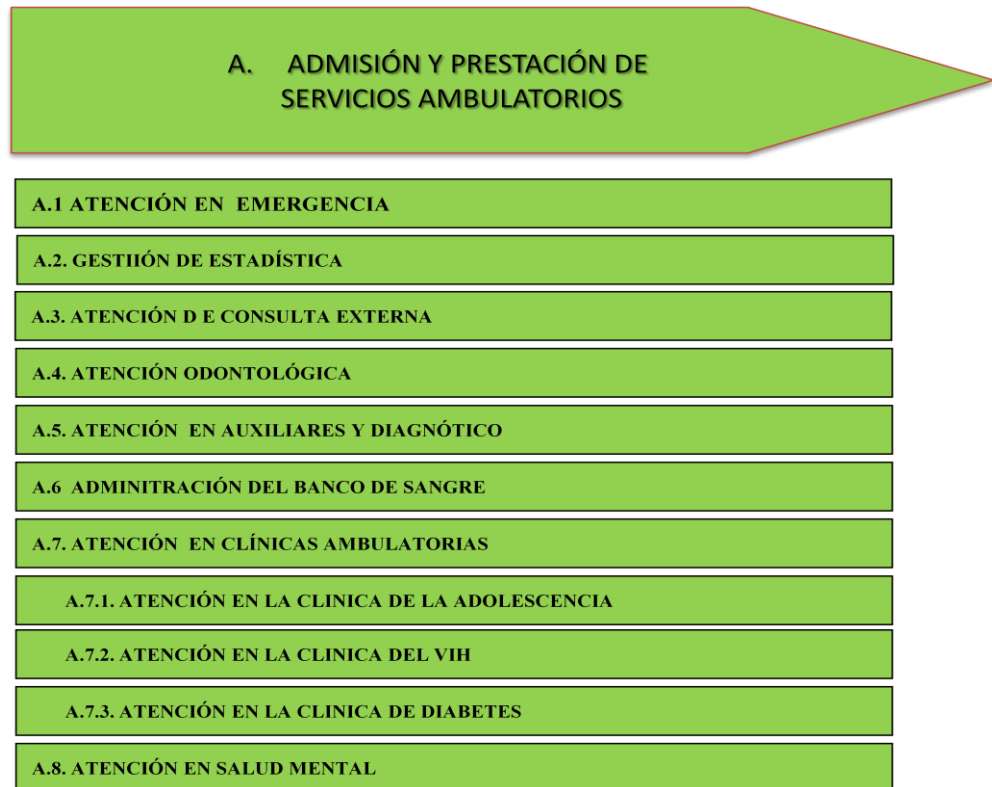 A. ADMISIÓN Y PRESTACIÓN DE
SERVICIOS AMBULATORIOS
A.1 ATENCIÓN EN EMERGENCIA
A.2. GESTIIÓN DE ESTADÍSTICA
A.3. ATENCIÓN D E CONSULTA EXTERNA
A.4. ATENCIÓN ODONTOLÓGICA
A.5. ATENCIÓN EN AUXILIARES Y DIAGNÓTICO
A.6 ADMINITRACIÓN DEL BANCO DE SANGRE
A.7. ATENCIÓN EN CLÍNICAS AMBULATORIAS
A.7.1. ATENCIÓN EN LA CLINICA DE LA ADOLESCENCIA
A.7.2. ATENCIÓN EN LA CLINICA DEL VIH
A.7.3. ATENCIÓN EN LA CLINICA DE DIABETES
A.8. ATENCIÓN EN SALUD MENTAL